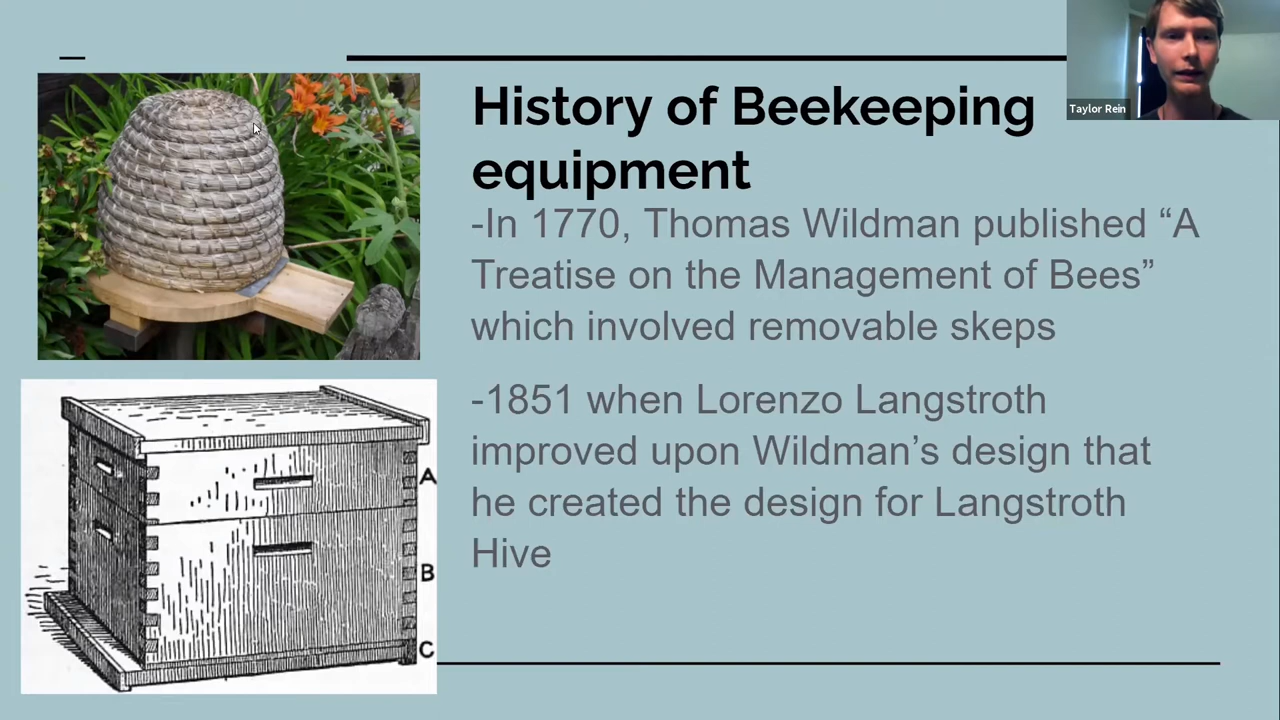 History of Beekeeping
equipment
-In 1770, Thomas Wildman published “A
Treatise on the Management of Bees”
which involved removable skeps
-1851 when Lorenzo Langstroth
improved upon Wildman’s design that
he created the design for Langstroth
Hive
Taylor Rein
A
B
C